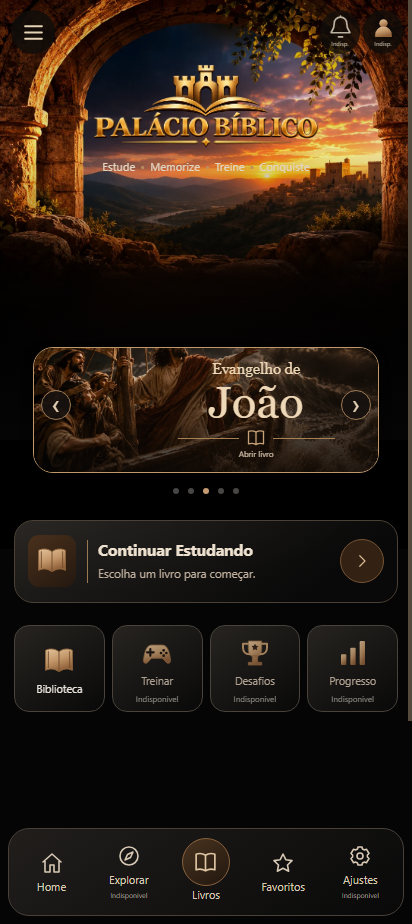 Indisp.
Indisp.
PALÁCIO BÍBLICO
Estude • Memorize • Treine • Conquiste
Evangelho de
João
Abrir livro
Continuar Estudando
Escolha um livro para começar.
Biblioteca
Treinar
Indisponível
Desafios
Indisponível
Progresso
Indisponível
Home
Explorar
Indisponível
Livros
Favoritos
Ajustes
Indisponível